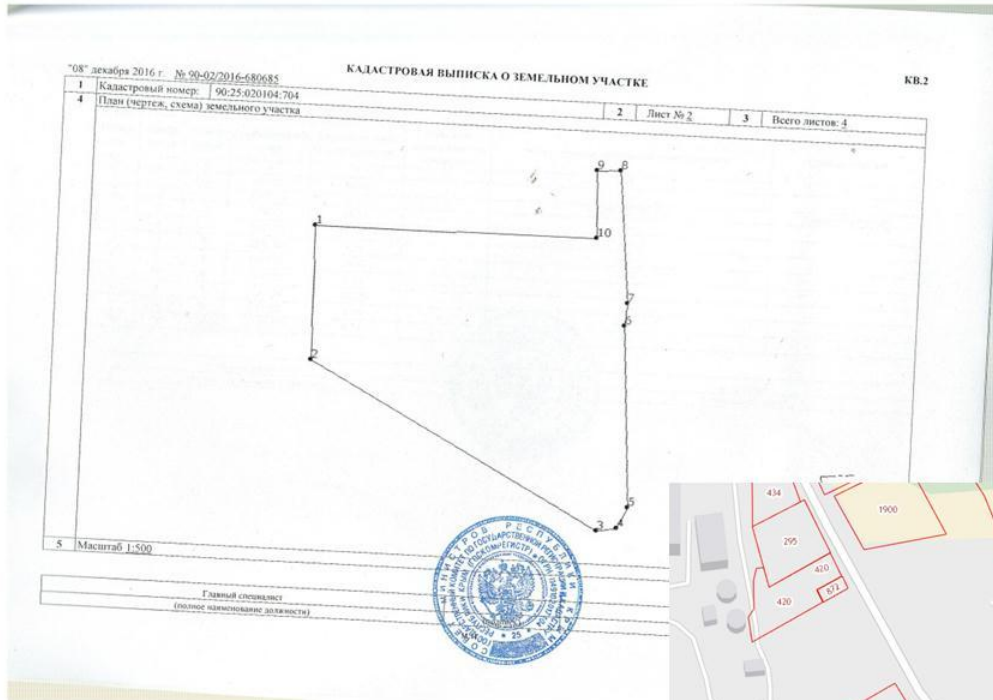 "08" декабря 2016 г. № 90-02/2016-680685
КАДАСТРОВАЯ ВЫПИСКА О ЗЕМЕЛЬНОМ УЧАСТКЕ
КВ.2
1 Кадастровый номер: 90:25:020104:704
4 План (чертеж, схема) земельного участка
2 Лист № 2 3 Всего листов: 4
9 8
1
10
7
6
2
5
3 4
5 Масштаб 1:500
Главный специалист
(полное наименование должности)
25
434
1900
295
420
872
420